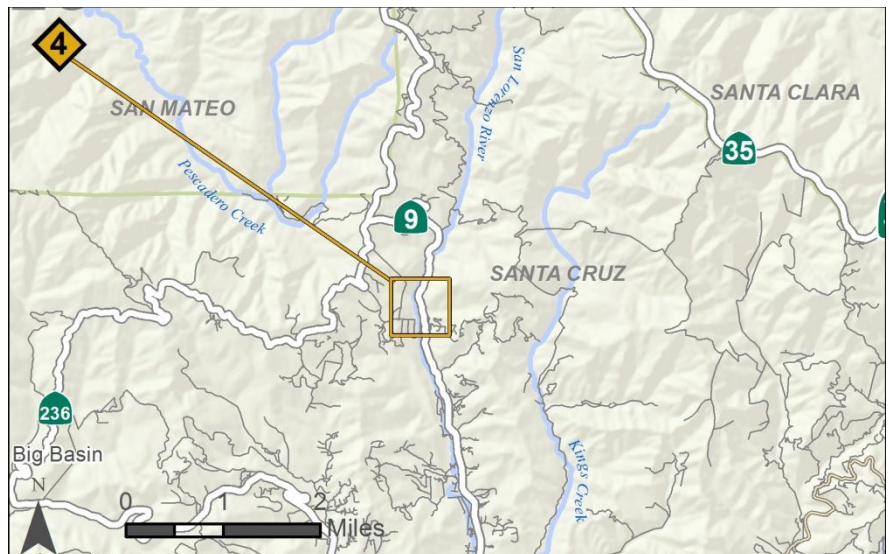 4
SAN MATEO
San Lorenzo River
SANTA CLARA
35
Pescadero Creek
9
SANTA CRUZ
236
Big Basin
Kings Creek
N
0 1 2
Miles